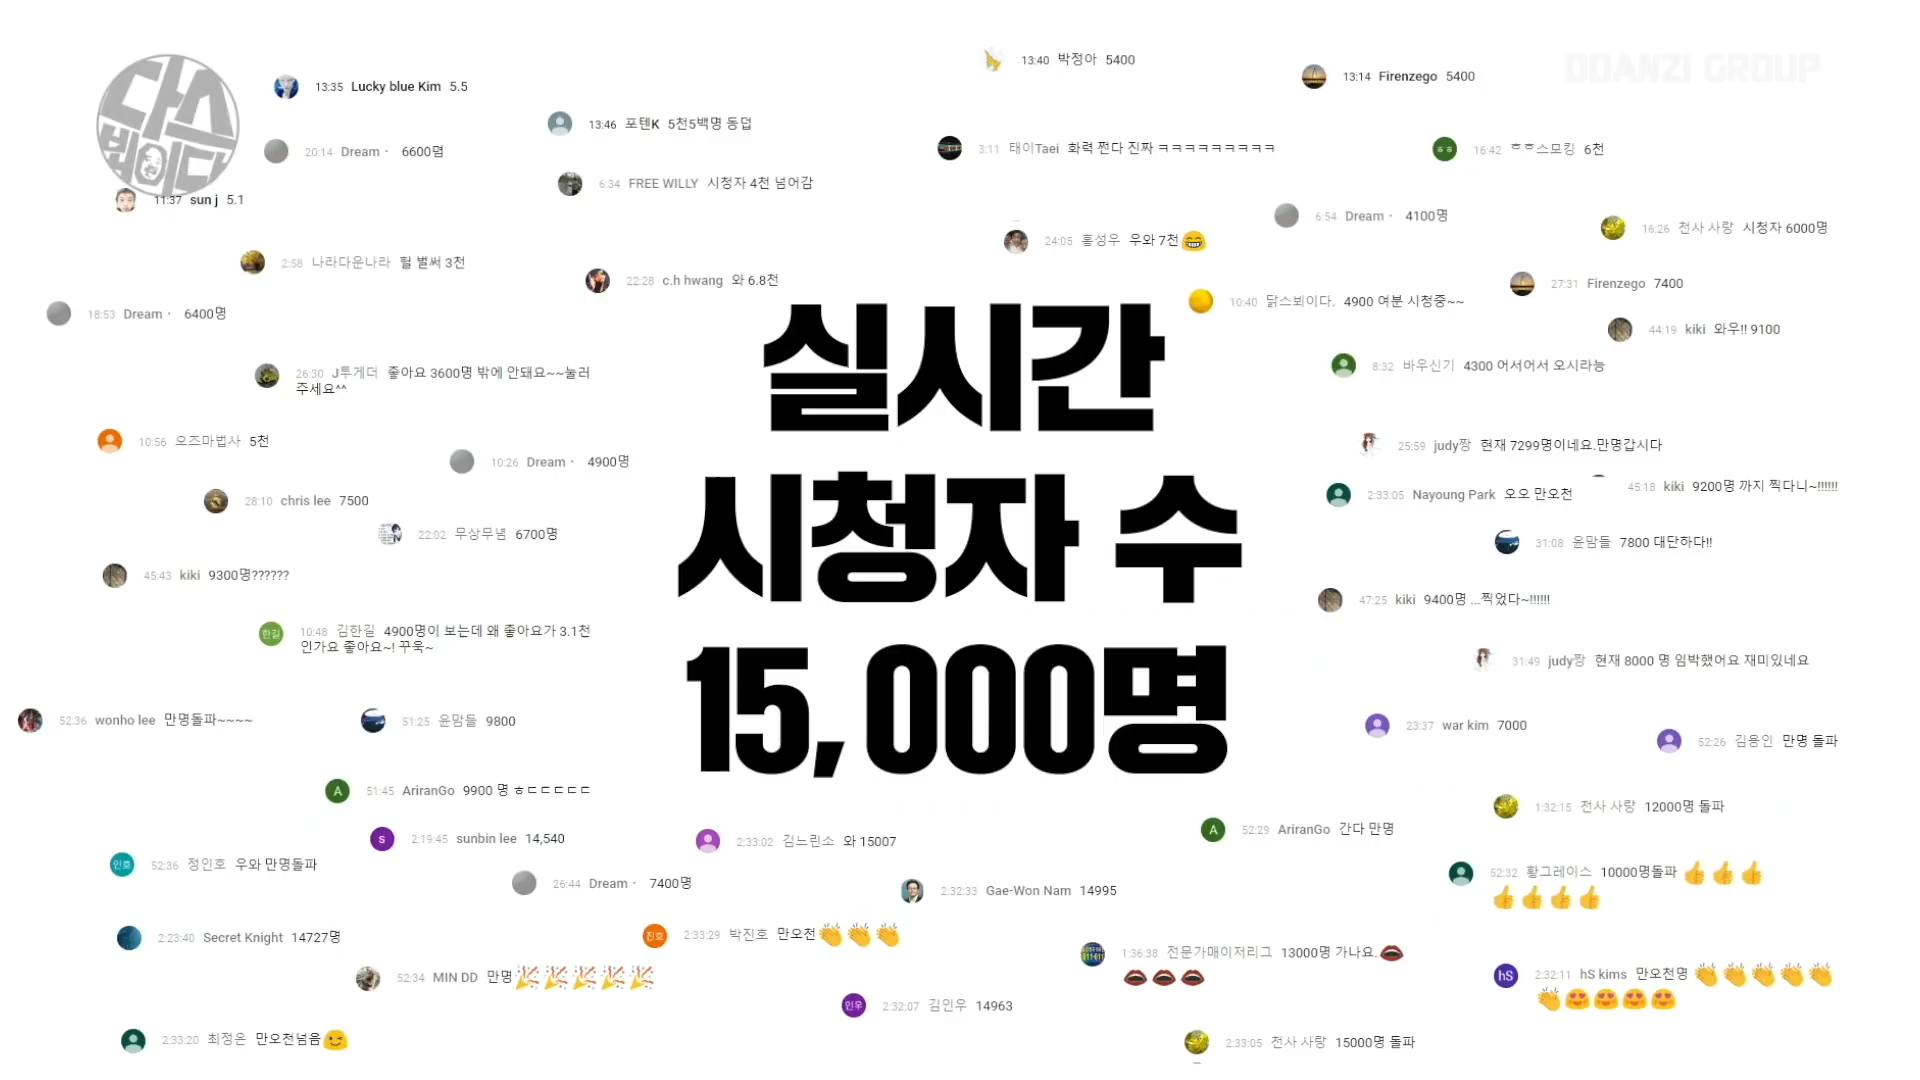 다스
뵈이다
DDANZI GROUP
13:40 박정아 5400
13:14 Firenzego 5400
13:35 Lucky blue Kim 5.5
13:46 포텐K 5천5백명 동덥
20:14 Dream · 6600몀
3:11 태이Taei 화력 쩐다 진짜 ㅋㅋㅋㅋㅋㅋㅋㅋㅋ
16:42 ㅎㅎ스모킹 6천
6:34 FREE WILLY 시청자 4천 넘어감
11:37 sun j 5.1
6:54 Dream · 4100명
16:26 천사 사랑 시청자 6000명
24:05 홍성우 우와 7천😁
2:58 나라다운나라 헐 벌써 3천
22:28 c.h hwang 와 6.8천
27:31 Firenzego 7400
10:40 닭스뵈이다. 4900 여분 시청중~~
18:53 Dream · 6400명
44:19 kiki 와우!! 9100
8:32 바우신기 4300 어서어서 오시라능
26:30 J투게더 좋아요 3600명 밖에 안돼요~~눌러
주세요^^
실시간
시청자 수
15,000명
10:56 오즈마법사 5천
25:59 judy짱 현재 7299명이네요.만명갑시다
10:26 Dream · 4900명
45:18 kiki 9200명 까지 찍다니~!!!!!!
2:33:05 Nayoung Park 오오 만오천
28:10 chris lee 7500
22:02 무상무념 6700명
31:08 윤맘들 7800 대단하다!!
45:43 kiki 9300명??????
47:25 kiki 9400명 ...찍었다~!!!!!!
한길 10:48 김한길 4900명이 보는데 왜 좋아요가 3.1천
인가요 좋아요~! 꾸욱~
31:49 judy짱 현재 8000 명 임박했어요 재미있네요
52:36 wonho lee 만명돌파~~~~
51:25 윤맘들 9800
23:37 war kim 7000
52:26 김용인 만명 돌파
A 51:45 AriranGo 9900 명 ㅎㄷㄷㄷㄷㄷ
1:32:15 천사 사랑 12000명 돌파
A 52:29 AriranGo 간다 만명
s 2:19:45 sunbin lee 14,540
2:33:02 김느린소 와 15007
인호 52:36 정인호 우와 만명돌파
52:32 황그레이스 10000명돌파 👍👍👍
👍👍👍👍
26:44 Dream · 7400명
2:32:33 Gae-Won Nam 14995
2:23:40 Secret Knight 14727명
진호 2:33:29 박진호 만오천👏👏👏
1:36:38 전문가매이저리그 13000명 가나요.👄
👄👄👄
52:34 MIN DD 만명🎉🎉🎉🎉🎉
hS 2:32:11 hS kims 만오천명 👏👏👏👏👏
👏😍😍😍😍
인우 2:32:07 김인우 14963
2:33:20 최정은 만오천넘음😉
2:33:05 천사 사랑 15000명 돌파